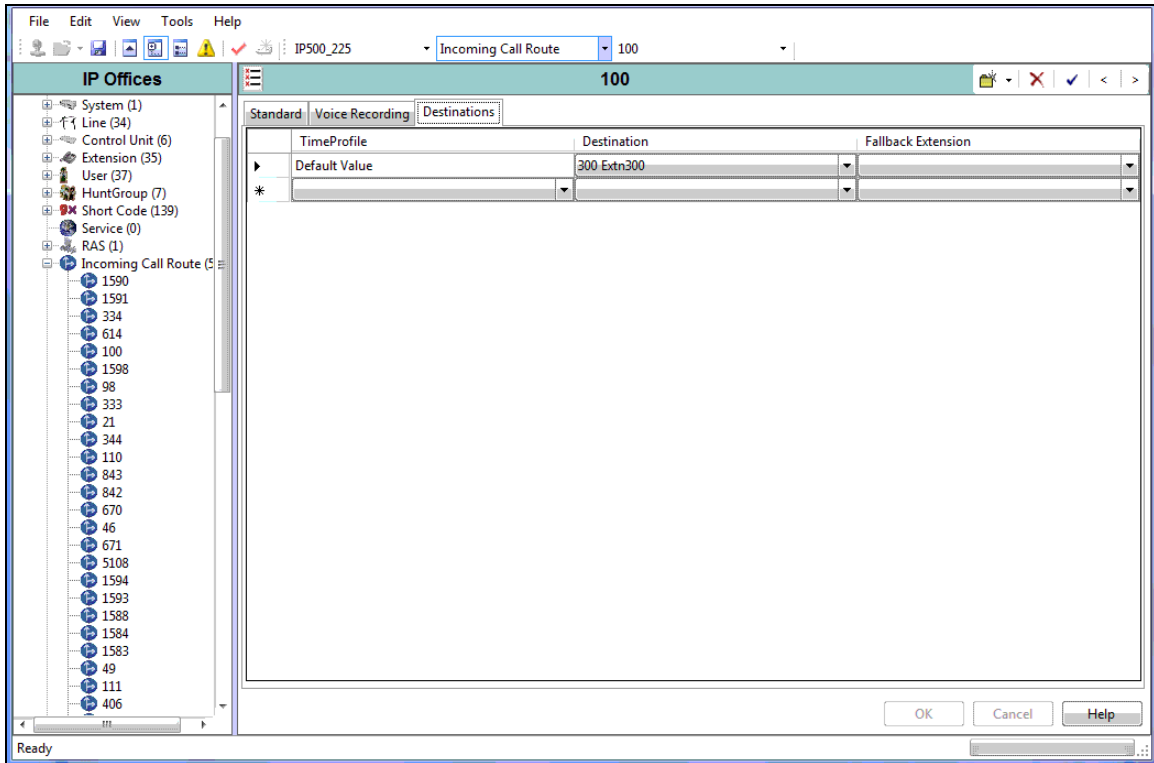 File Edit View Tools Help
IP500_225 Incoming Call Route 100
IP Offices
System (1)
Line (34)
Control Unit (6)
Extension (35)
User (37)
HuntGroup (7)
Short Code (139)
Service (0)
RAS (1)
Incoming Call Route (5
1590
1591
334
614
100
1598
98
333
21
344
110
843
842
670
46
671
5108
1594
1593
1588
1584
1583
49
111
406
100
Standard Voice Recording Destinations
TimeProfile Destination Fallback Extension
Default Value 300 Extn300
OK Cancel Help
Ready